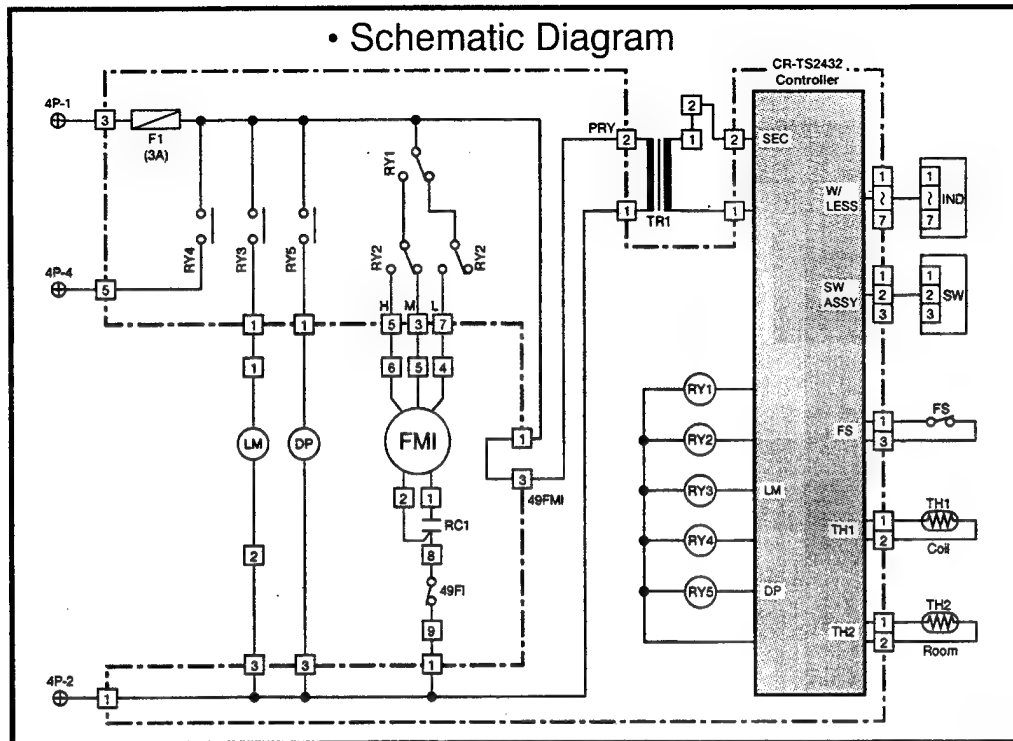 • Schematic Diagram
CR-TS2432
Controller
4P-1
3
F1
(3A)
PRY
2
2
1
2
SEC
1
TR1
1
RY1
RY2
RY2
RY4
RY3
RY5
4P-4
5
W/
LESS
1
~
7
1
~
7
IND
SW
ASSY
1
2
3
1
2
3
SW
H
M
L
1
1
5
3
7
1
6
5
4
LM
DP
FMI
1
3
49FMI
2
1
RC1
8
49FI
2
9
3
3
1
4P-2
1
RY1
RY2
RY3
LM
RY4
RY5
DP
FS
1
3
FS
TH1
1
2
TH1
Coil
TH2
1
2
TH2
Room